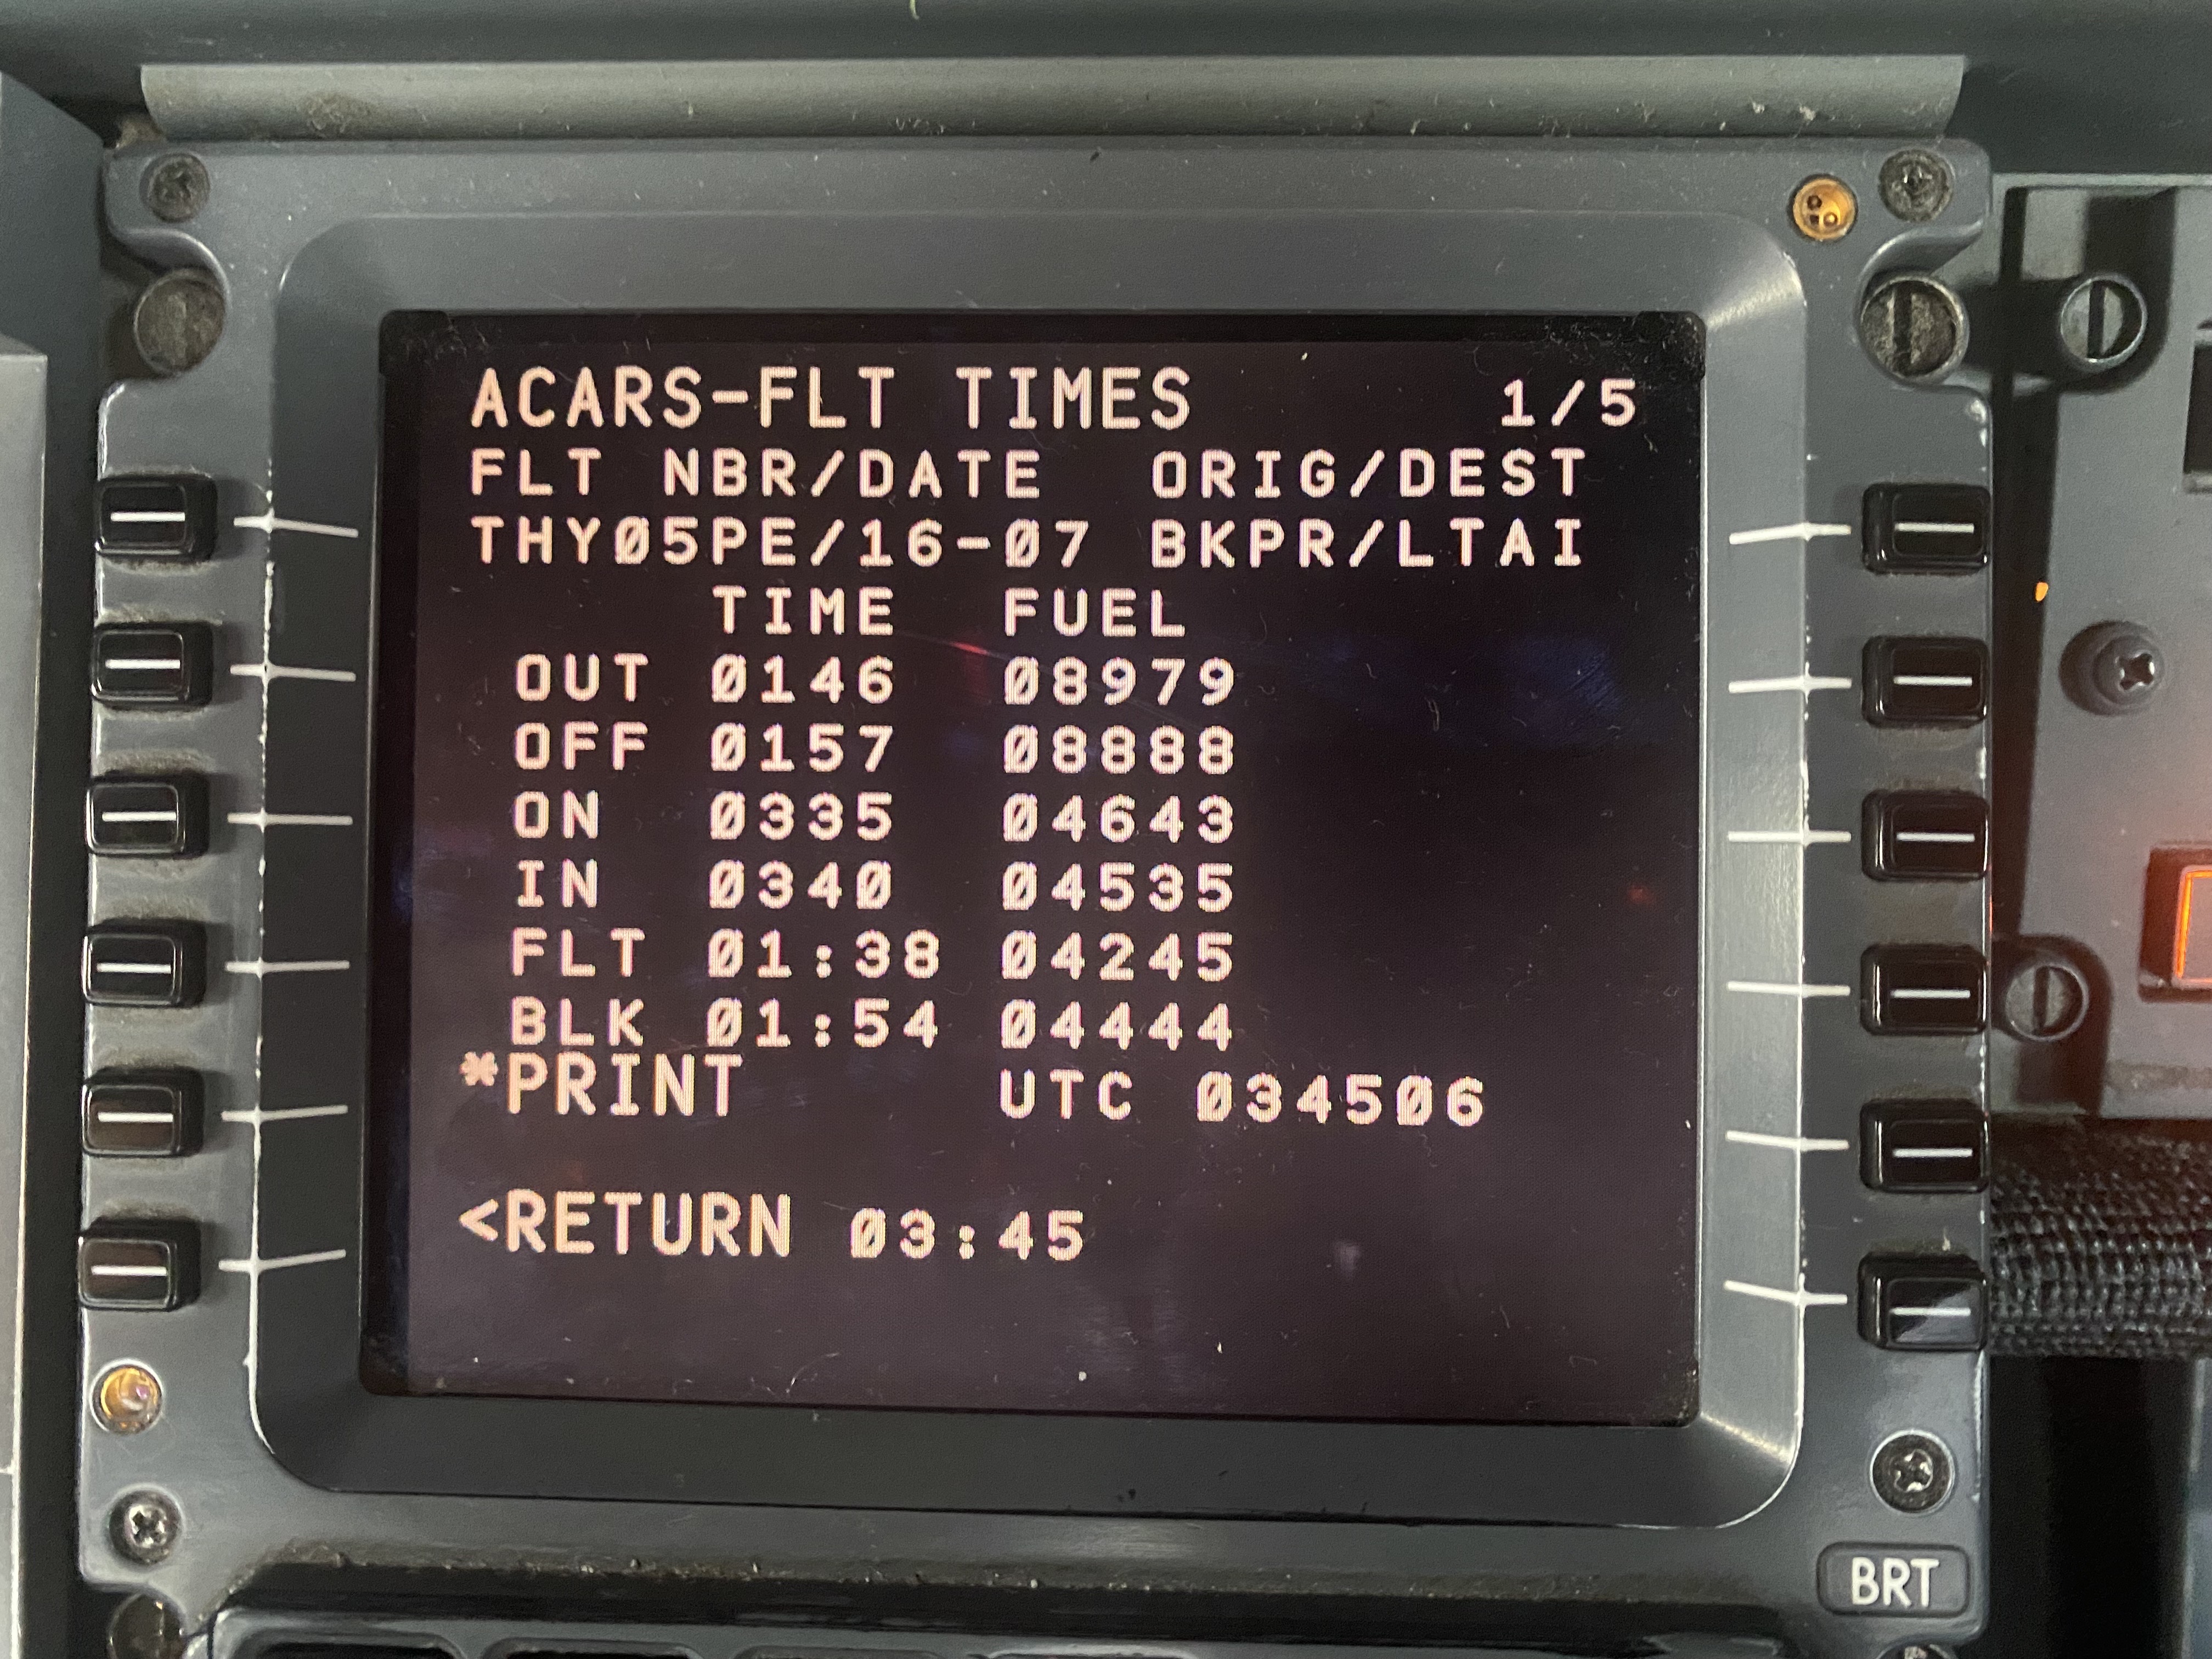 ACARS-FLT TIMES 1/5
FLT NBR/DATE ORIG/DEST
THY05PE/16-07 BKPR/LTAI
TIME FUEL
OUT 0146 08979
OFF 0157 08888
ON 0335 04643
IN 0340 04535
FLT 01:38 04245
BLK 01:54 04444
*PRINT UTC 034506
<RETURN 03:45
BRT